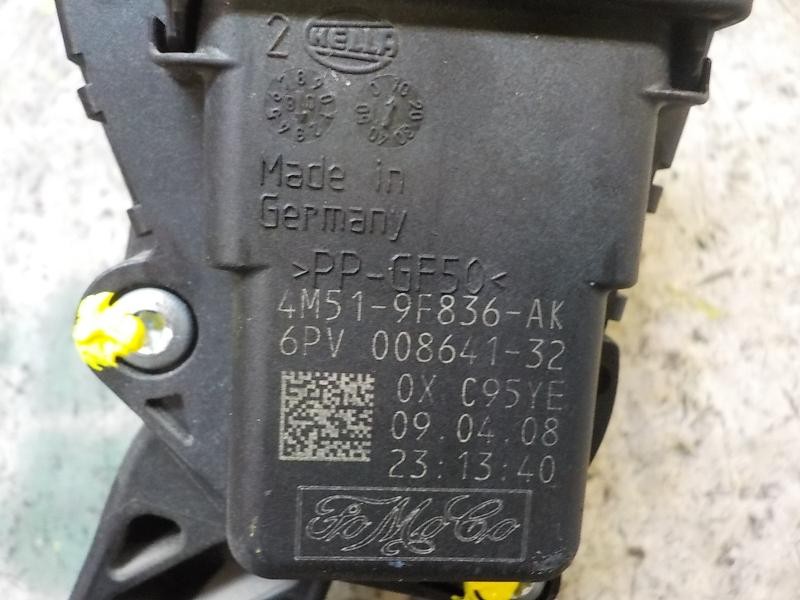 2 HELLA
Made in
Germany
>PP-GF50<
4M51-9F836-AK
6PV 008641-32
0X C95YE
09.04.08
23:13:40
FoMoCo